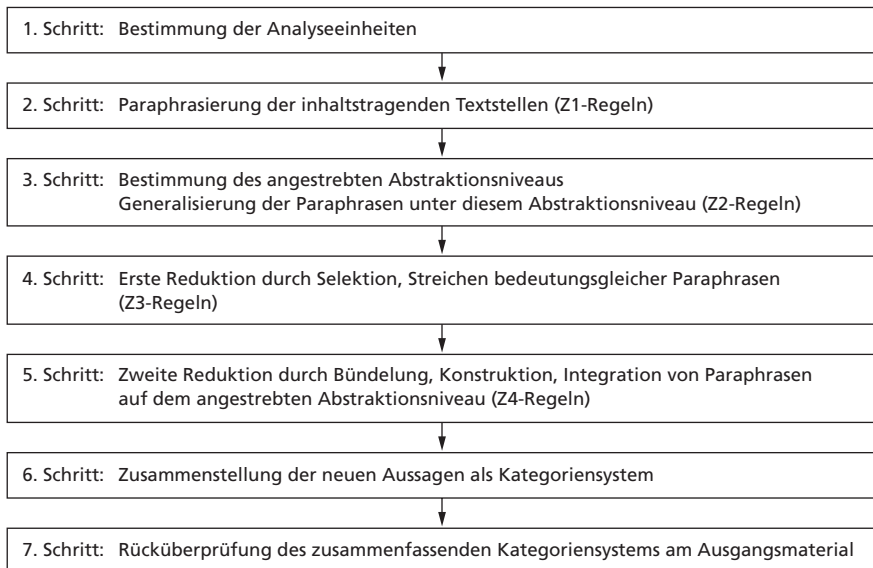 1. Schritt: Bestimmung der Analyseeinheiten
2. Schritt: Paraphrasierung der inhaltstragenden Textstellen (Z1-Regeln)
3. Schritt: Bestimmung des angestrebten Abstraktionsniveaus
Generalisierung der Paraphrasen unter diesem Abstraktionsniveau (Z2-Regeln)
4. Schritt: Erste Reduktion durch Selektion, Streichen bedeutungsgleicher Paraphrasen
(Z3-Regeln)
5. Schritt: Zweite Reduktion durch Bündelung, Konstruktion, Integration von Paraphrasen
auf dem angestrebten Abstraktionsniveau (Z4-Regeln)
6. Schritt: Zusammenstellung der neuen Aussagen als Kategoriensystem
7. Schritt: Rücküberprüfung des zusammenfassenden Kategoriensystems am Ausgangsmaterial